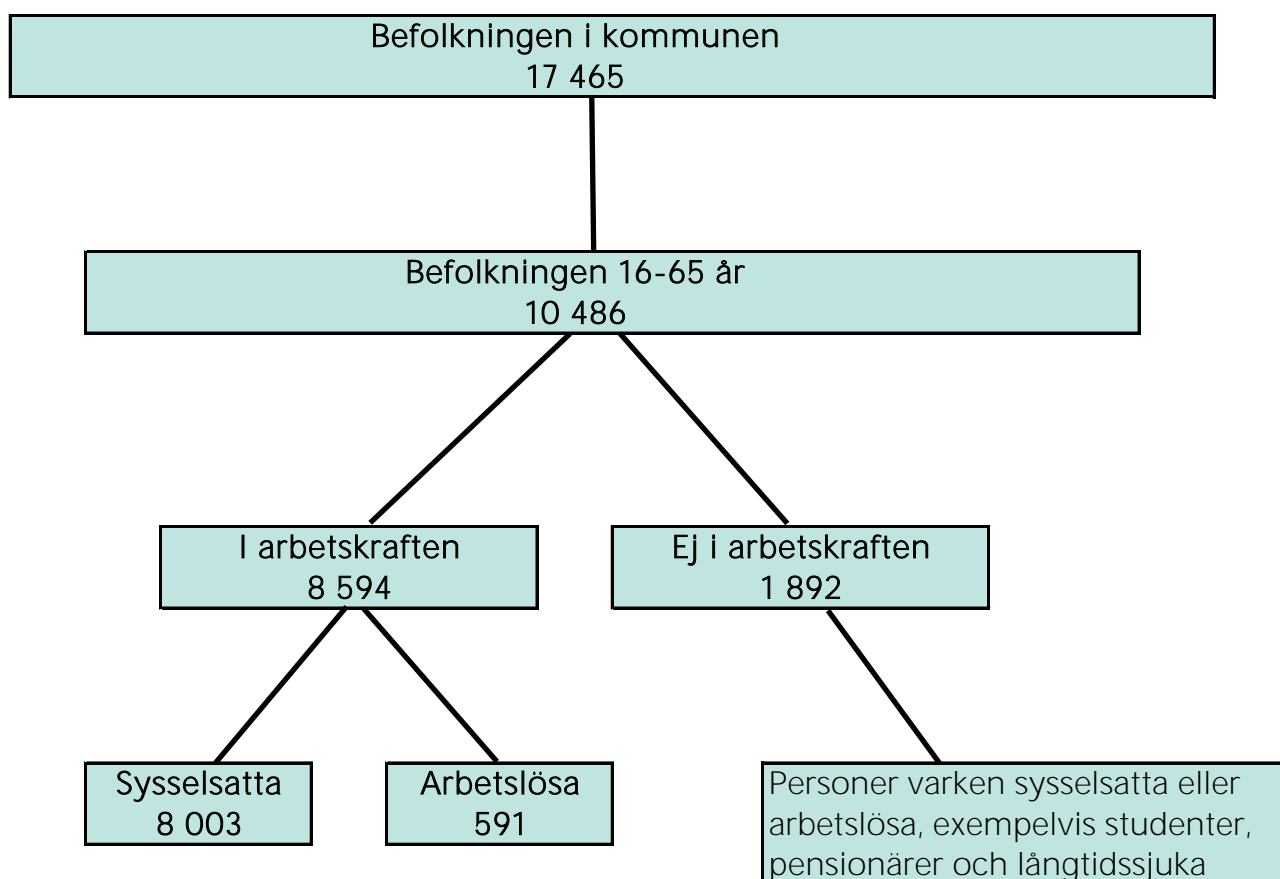 Befolkningen i kommunen
17 465
Befolkningen 16-65 år
10 486
I arbetskraften
8 594
Ej i arbetskraften
1 892
Sysselsatta
8 003
Arbetslösa
591
Personer varken sysselsatta eller
arbetslösa, exempelvis studenter,
pensionärer och långtidssjuka